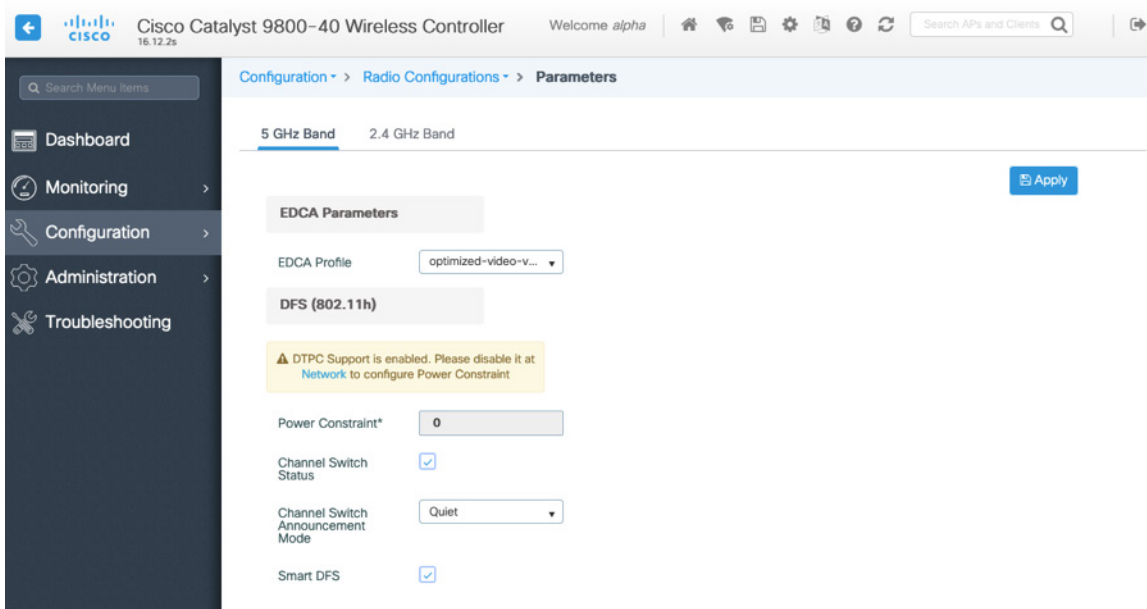 CISCO
Cisco Catalyst 9800-40 Wireless Controller
16.12.2s
Welcome alpha
Search APs and Clients
Search Menu Items
Dashboard
Monitoring
Configuration
Administration
Troubleshooting
Configuration > Radio Configurations > Parameters
5 GHz Band
2.4 GHz Band
Apply
EDCA Parameters
EDCA Profile
optimized-video-v...
DFS (802.11h)
DTPC Support is enabled. Please disable it at
Network to configure Power Constraint
Power Constraint*
0
Channel Switch
Status
Channel Switch
Announcement
Mode
Quiet
Smart DFS